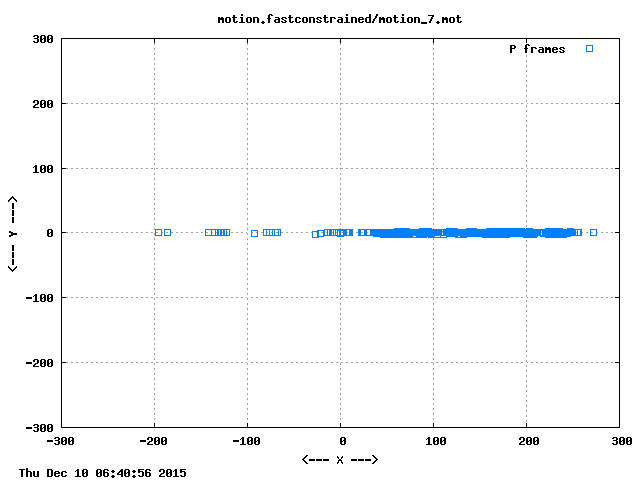 motion.fastconstrained/motion_7.mot
P frames
300
200
100
0
-100
-200
-300
<--- Y --->
-300 -200 -100 0 100 200 300
<--- X --->
Thu Dec 10 06:40:56 2015